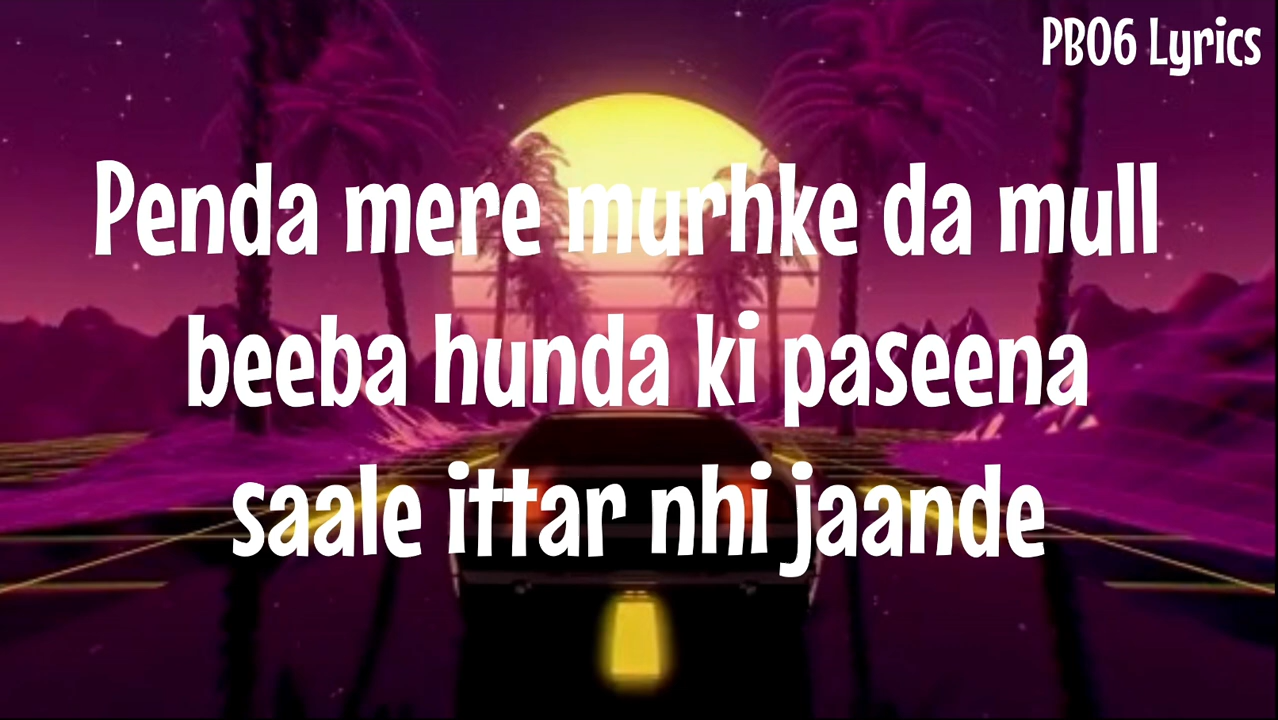 PB06 Lyrics
Penda mere murhke da mull
beeba hunda ki paseena
saale ittar nhi jaande